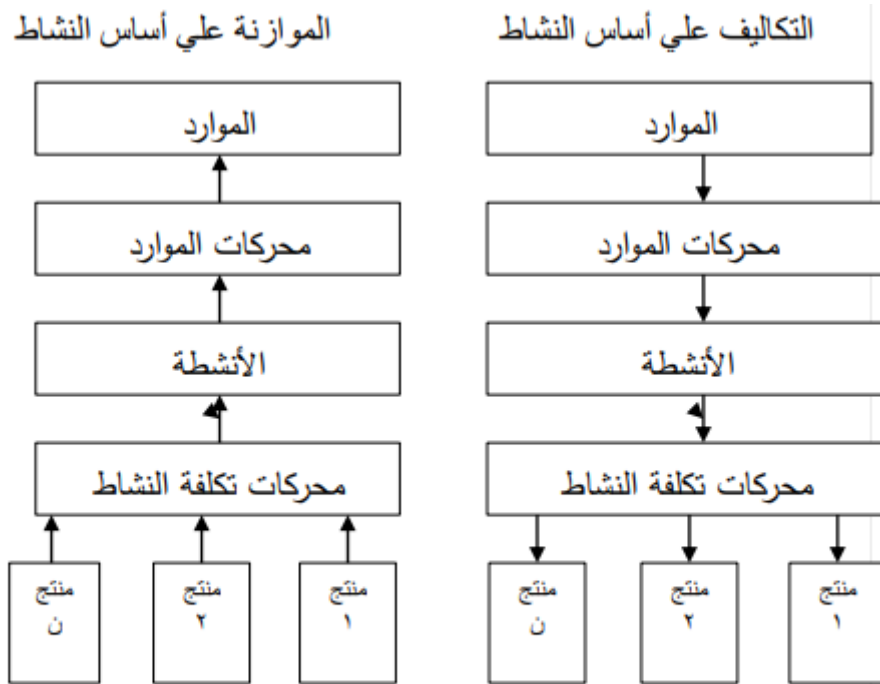 التكاليف علي أساس النشاط
الموارد
محركات الموارد
الأنشطة
محركات تكلفة النشاط
منتج
١
منتج
٢
منتج
ن
الموازنة علي أساس النشاط
الموارد
محركات الموارد
الأنشطة
محركات تكلفة النشاط
منتج
١
منتج
٢
منتج
ن